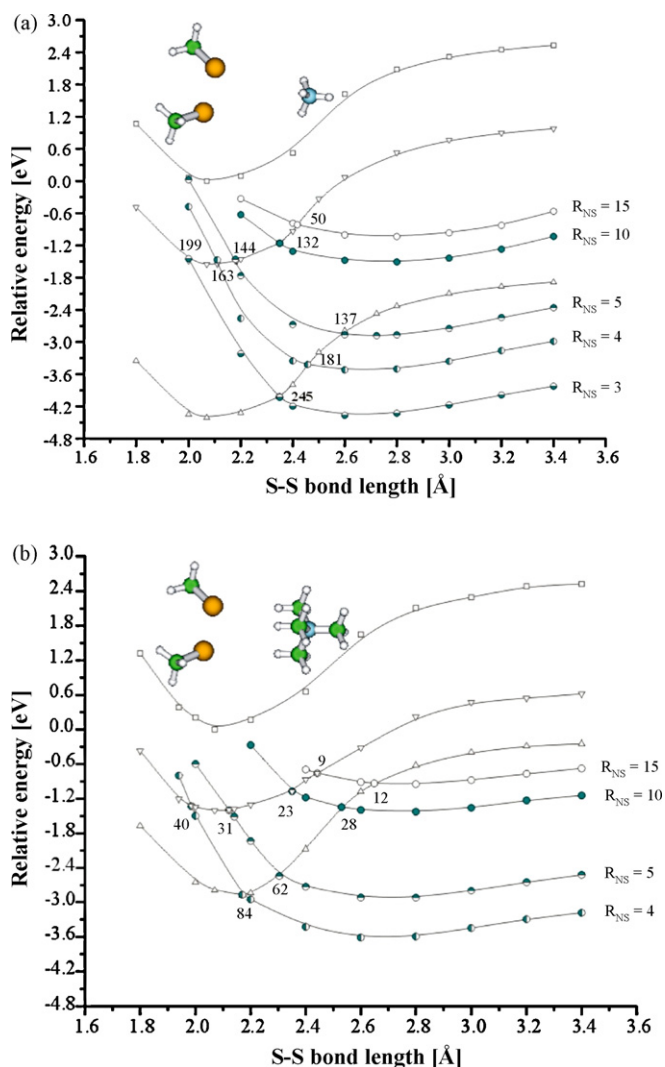 (a)
3.0
2.4
1.8
1.2
0.6
0.0
-0.6
-1.2
-1.8
-2.4
-3.0
-3.6
-4.2
-4.8
Relative energy [eV]
50
R_NS = 15
132
R_NS = 10
199
144
163
137
R_NS = 5
181
R_NS = 4
245
R_NS = 3
1.6 1.8 2.0 2.2 2.4 2.6 2.8 3.0 3.2 3.4 3.6
S-S bond length [Å]
(b)
3.0
2.4
1.8
1.2
0.6
0.0
-0.6
-1.2
-1.8
-2.4
-3.0
-3.6
-4.2
-4.8
Relative energy [eV]
9
12
R_NS = 15
23
28
R_NS = 10
40
31
62
R_NS = 5
84
R_NS = 4
1.6 1.8 2.0 2.2 2.4 2.6 2.8 3.0 3.2 3.4 3.6
S-S bond length [Å]